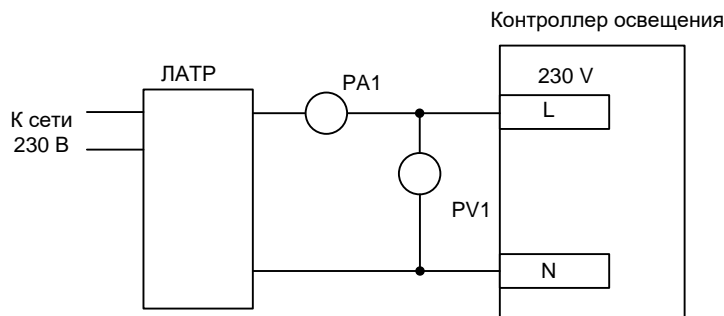 Контроллер освещения
ЛАТР
PA1
230 V
L
К сети
230 В
PV1
N